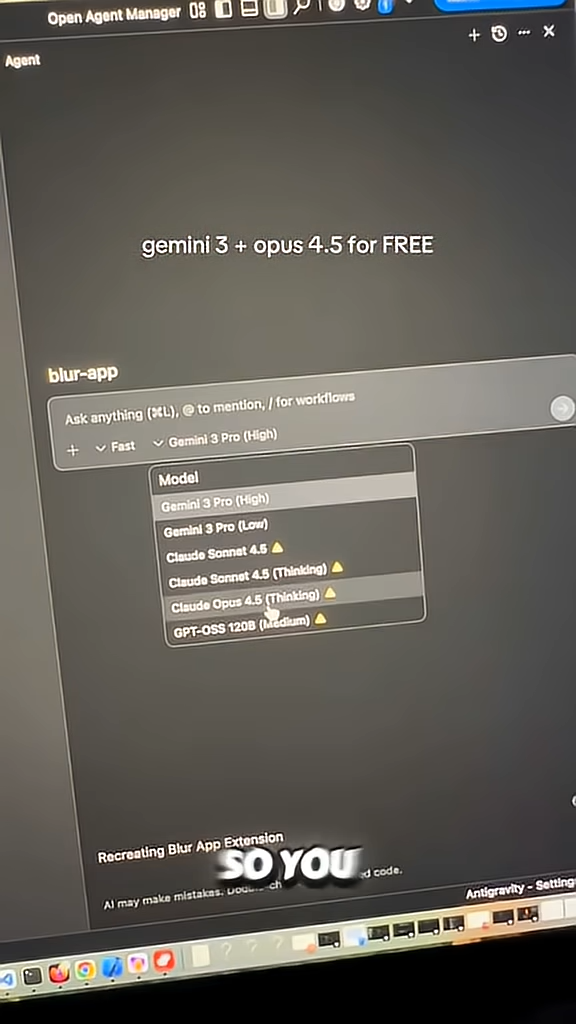 Open Agent Manager
Agent
gemini 3 + opus 4.5 for FREE
blur-app
Ask anything (⌘L), @ to mention, / for workflows
Fast
Gemini 3 Pro (High)
Model
Gemini 3 Pro (High)
Gemini 3 Pro (Low)
Claude Sonnet 4.5
Claude Sonnet 4.5 (Thinking)
Claude Opus 4.5 (Thinking)
GPT-OSS 120B (Medium)
Recreating Blur App Extension
SO YOU
AI may make mistakes. code.
Antigravity - Settings